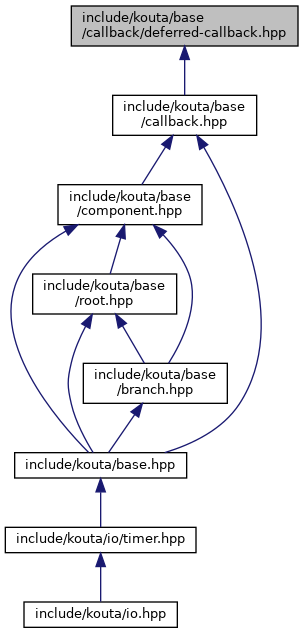 include/kouta/base
/callback/deferred-callback.hpp
include/kouta/base
/callback.hpp
include/kouta/base
/component.hpp
include/kouta/base
/root.hpp
include/kouta/base
/branch.hpp
include/kouta/base.hpp
include/kouta/io/timer.hpp
include/kouta/io.hpp